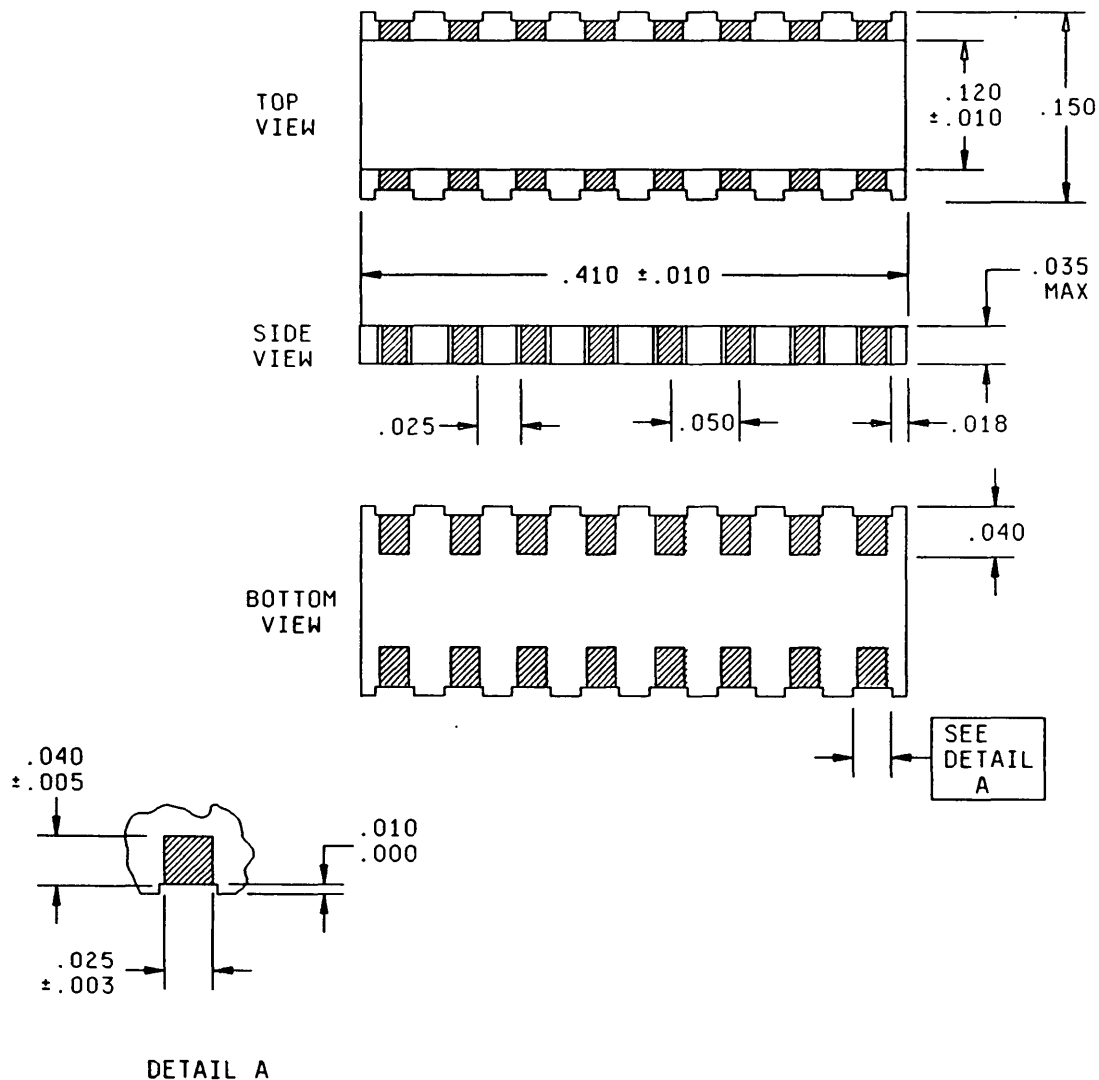 TOP
VIEW
.120
±.010
.150
.410 ±.010
.035
MAX
SIDE
VIEW
.025
.050
.018
.040
BOTTOM
VIEW
SEE
DETAIL
A
.040
±.005
.010
.000
.025
±.003
DETAIL A